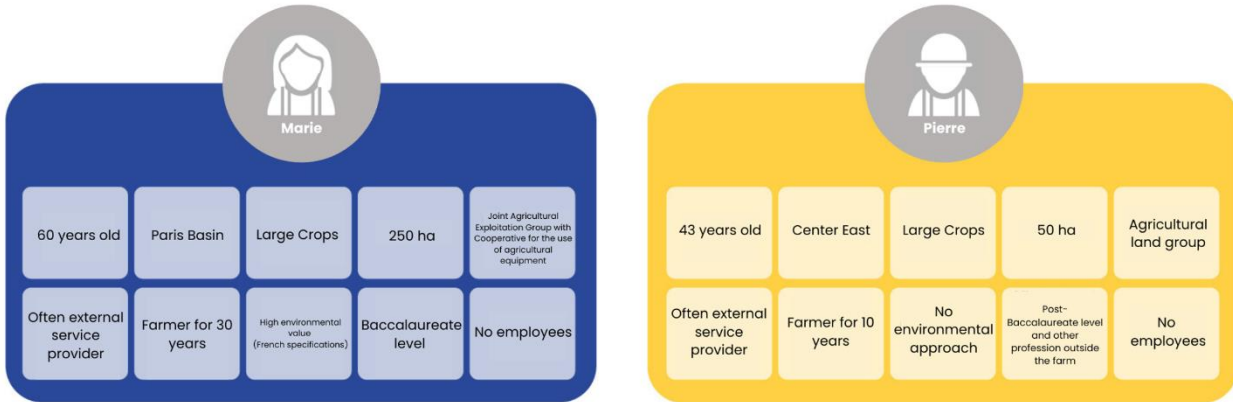 Marie
60 years old
Paris Basin
Large Crops
250 ha
Joint Agricultural
Exploitation Group with
Cooperative for the use
of agricultural
equipment
Often external
service
provider
Farmer for 30
years
High environmental
value
(French specifications)
Baccalaureate
level
No employees
Pierre
43 years old
Center East
Large Crops
50 ha
Agricultural
land group
Often external
service
provider
Farmer for 10
years
No
environmental
approach
Post-
Baccalaureate level
and other
profession outside
the farm
No
employees